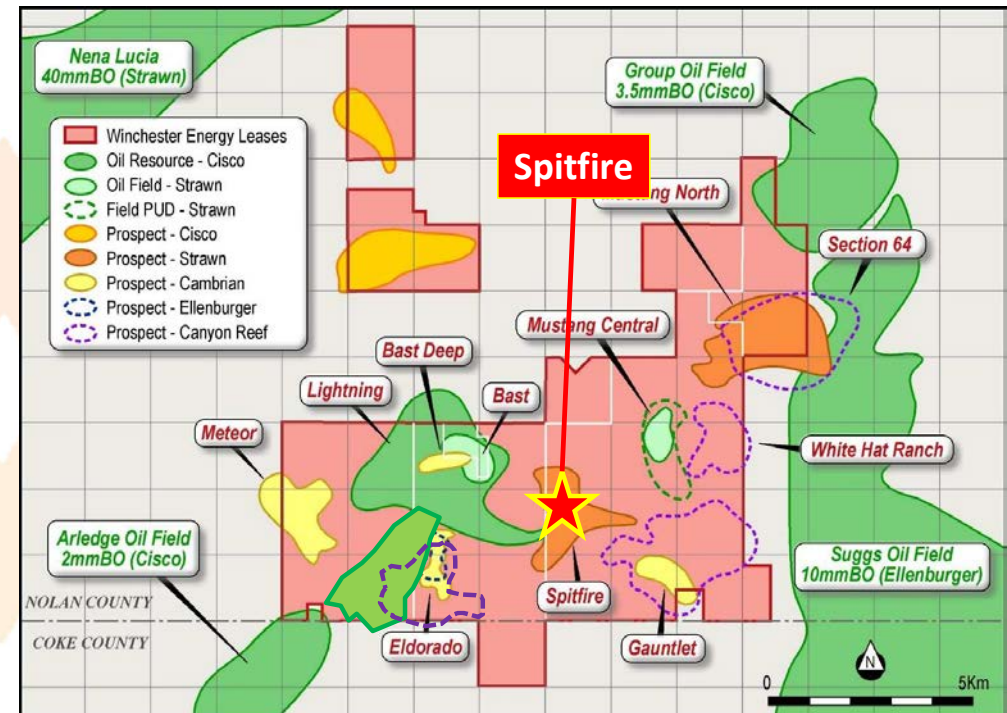 Nena Lucia
40mmBO (Strawn)
Group Oil Field
3.5mmBO (Cisco)
Winchester Energy Leases
Oil Resource - Cisco
Oil Field - Strawn
Field PUD - Strawn
Prospect - Cisco
Prospect - Strawn
Prospect - Cambrian
Prospect - Ellenburger
Prospect - Canyon Reef
Spitfire
Mustang North
Section 64
Mustang Central
Bast Deep
Lightning
Bast
Meteor
White Hat Ranch
Arledge Oil Field
2mmBO (Cisco)
Suggs Oil Field
10mmBO (Ellenburger)
NOLAN COUNTY
COKE COUNTY
Spitfire
Eldorado
Gauntlet
N
0
5Km